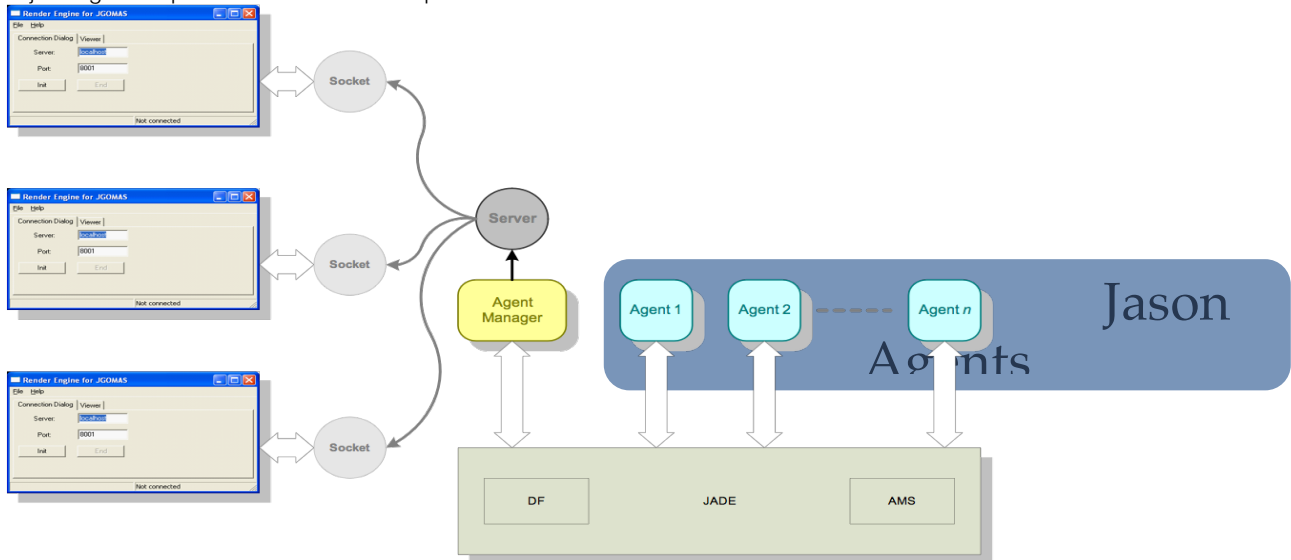 Render Engine for JGOMAS
File Help
Connection Dialog Viewer
Server: localhost
Port: 8001
Init End
Not connected
Socket
Render Engine for JGOMAS
File Help
Connection Dialog Viewer
Server: localhost
Port: 8001
Init End
Not connected
Socket
Render Engine for JGOMAS
File Help
Connection Dialog Viewer
Server: localhost
Port: 8001
Init End
Not connected
Socket
Server
Agent
Manager
Agent 1
Agent 2
Agent n
Jason
Agents
DF
JADE
AMS